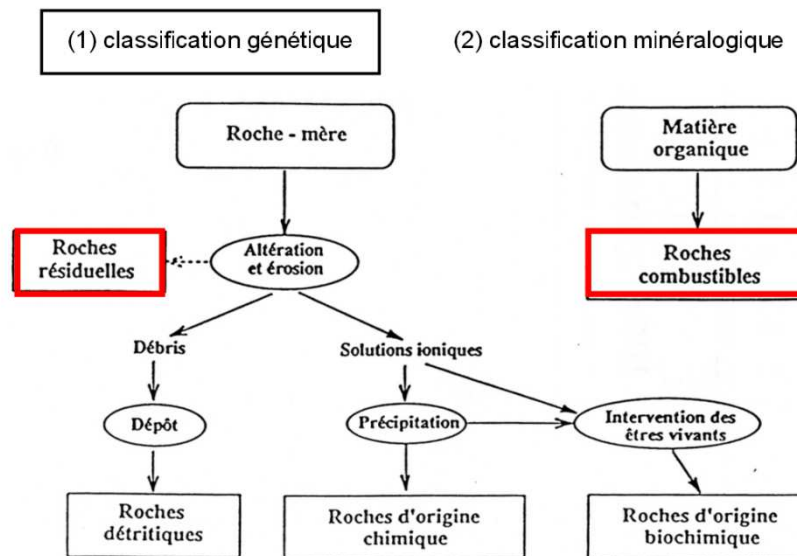 (1) classification génétique
(2) classification minéralogique
Roche - mère
Matière
organique
Roches
résiduelles
Altération
et érosion
Roches
combustibles
Débris
Solutions ioniques
Dépôt
Précipitation
Intervention des
êtres vivants
Roches
détritiques
Roches d'origine
chimique
Roches d'origine
biochimique